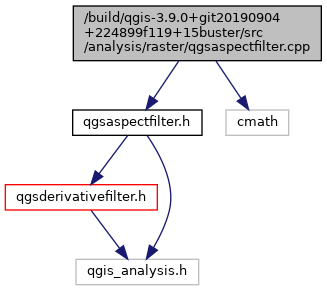 /build/qgis-3.9.0+git20190904
+224899f119+15buster/src
/analysis/raster/qgsaspectfilter.cpp
qgsaspectfilter.h
cmath
qgsderivativefilter.h
qgis_analysis.h